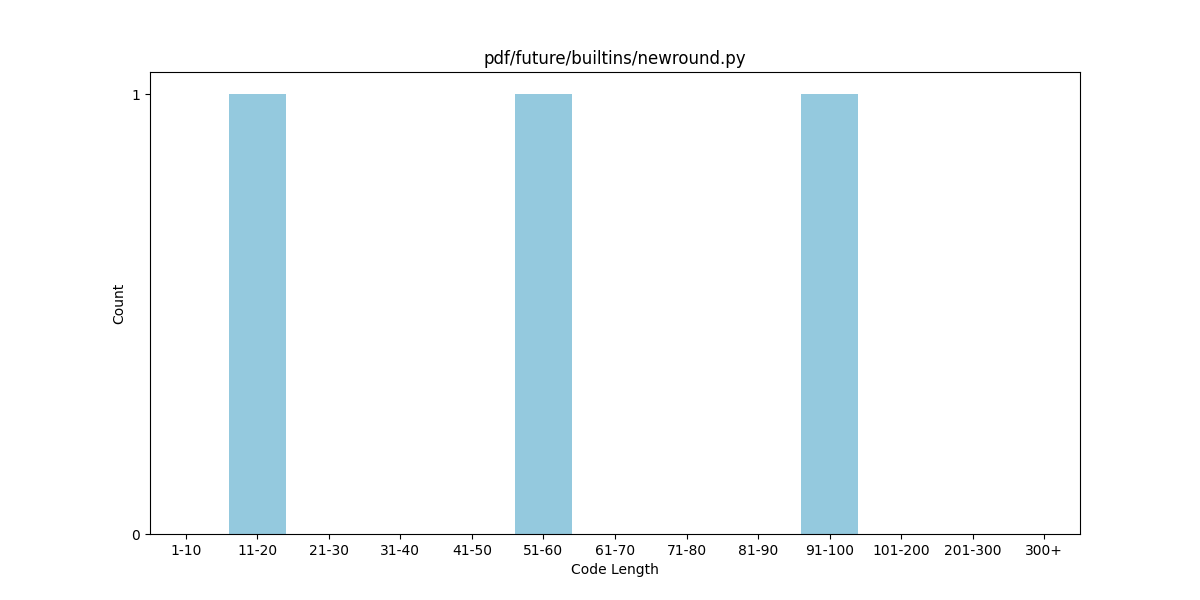 pdf/future/builtins/newround.py
1
Count
0
1-10 11-20 21-30 31-40 41-50 51-60 61-70 71-80 81-90 91-100 101-200 201-300 300+
Code Length